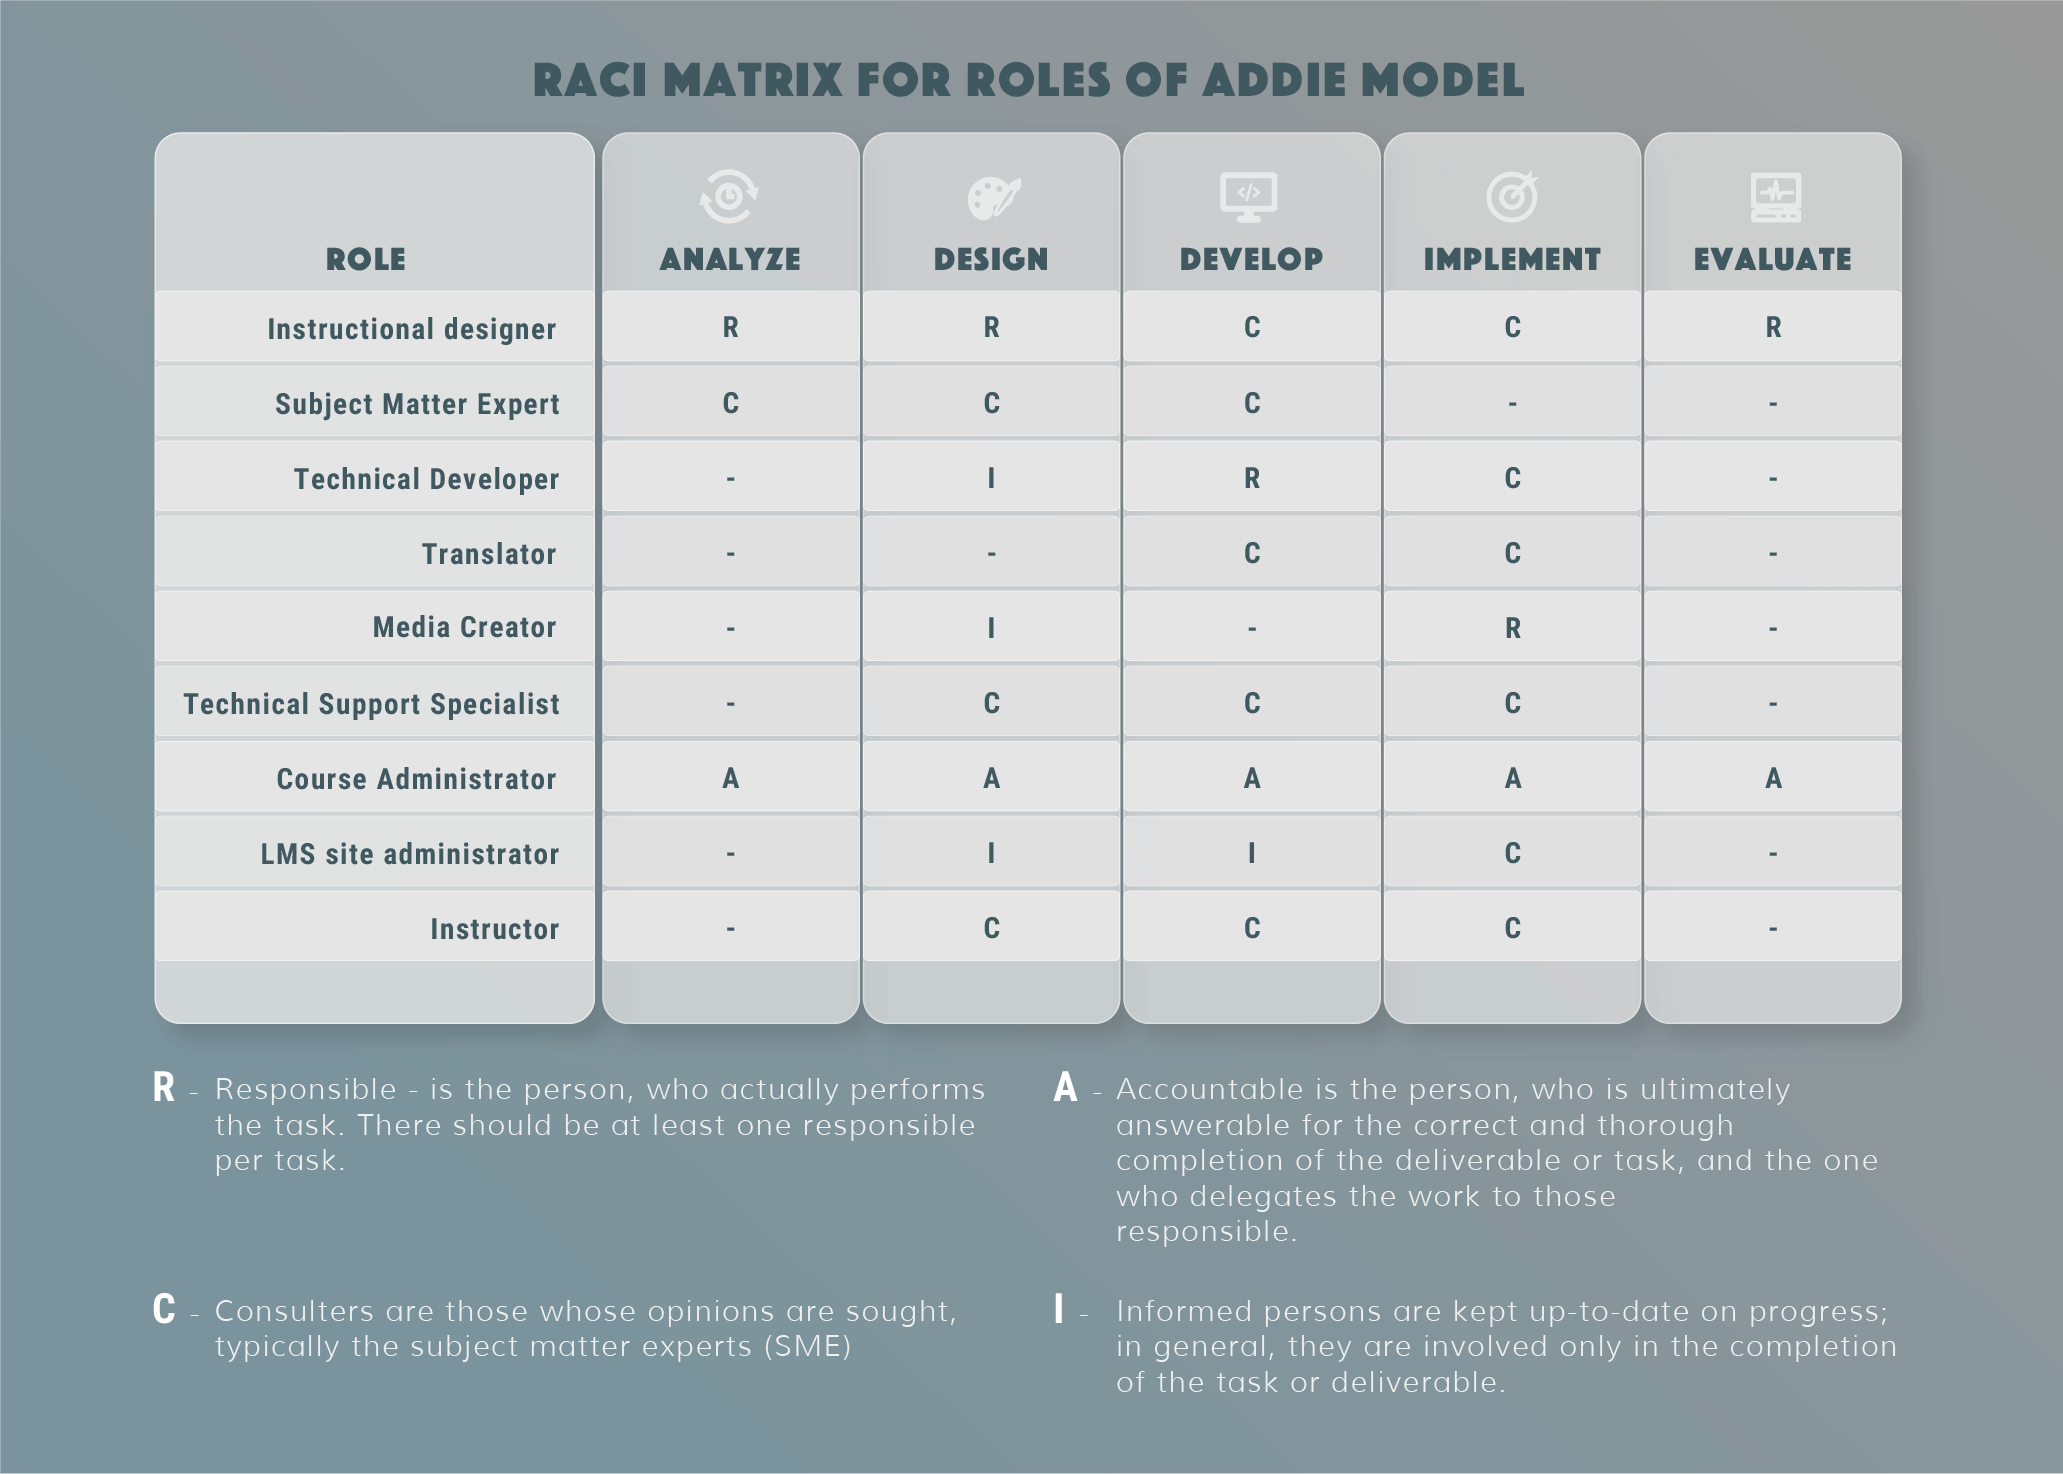 RACI MATRIX FOR ROLES OF ADDIE MODEL
ROLE ANALYZE DESIGN DEVELOP IMPLEMENT EVALUATE
Instructional designer R R C C R
Subject Matter Expert C C C - -
Technical Developer - I R C -
Translator - - C C -
Media Creator - I - R -
Technical Support Specialist - C C C -
Course Administrator A A A A A
LMS site administrator - I I C -
Instructor - C C C -
R - Responsible - is the person, who actually performs
the task. There should be at least one responsible
per task.
A - Accountable is the person, who is ultimately
answerable for the correct and thorough
completion of the deliverable or task, and the one
who delegates the work to those
responsible.
C - Consulters are those whose opinions are sought,
typically the subject matter experts (SME)
I - Informed persons are kept up-to-date on progress;
in general, they are involved only in the completion
of the task or deliverable.